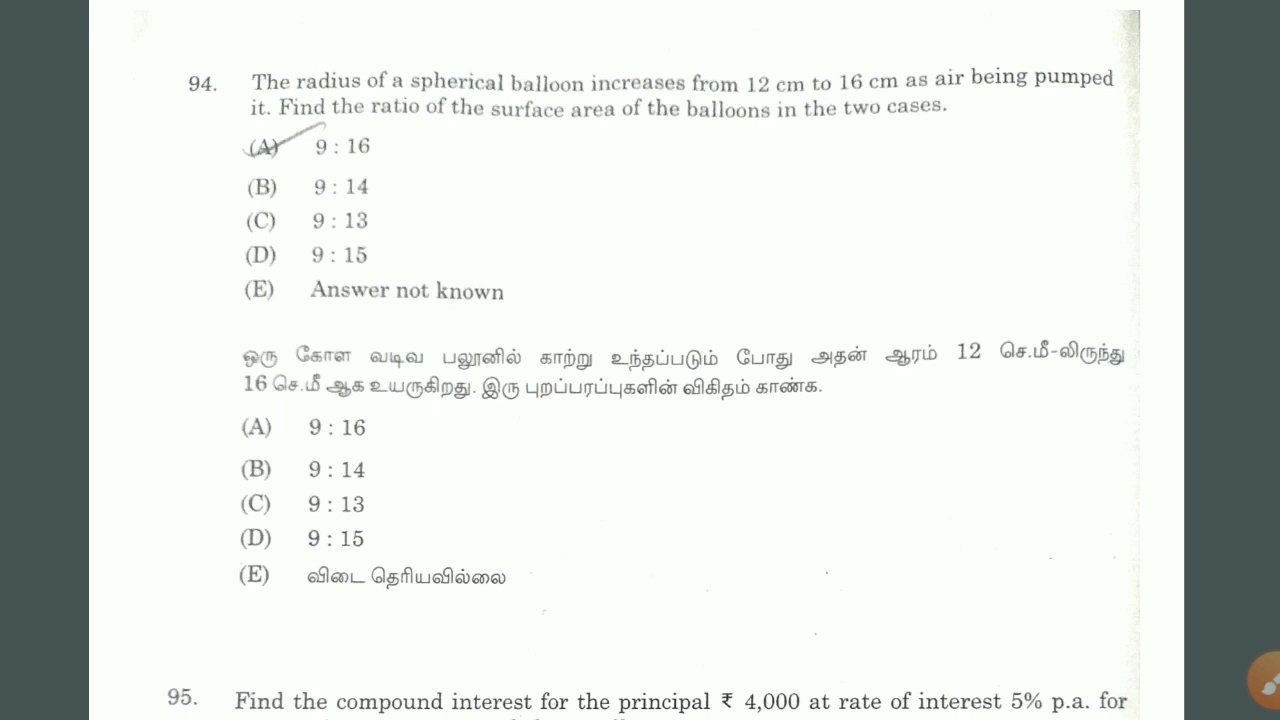 94. The radius of a spherical balloon increases from 12 cm to 16 cm as air being pumped
it. Find the ratio of the surface area of the balloons in the two cases.
(A) 9 : 16
(B) 9 : 14
(C) 9 : 13
(D) 9 : 15
(E) Answer not known
ஒரு கோள வடிவ பலூனில் காற்று உந்தப்படும் போது அதன் ஆரம் 12 செ.மீ-லிருந்து
16 செ.மீ ஆக உயருகிறது. இரு புறப்பரப்புகளின் விகிதம் காண்க.
(A) 9 : 16
(B) 9 : 14
(C) 9 : 13
(D) 9 : 15
(E) விடை தெரியவில்லை
95. Find the compound interest for the principal ₹ 4,000 at rate of interest 5% p.a. for